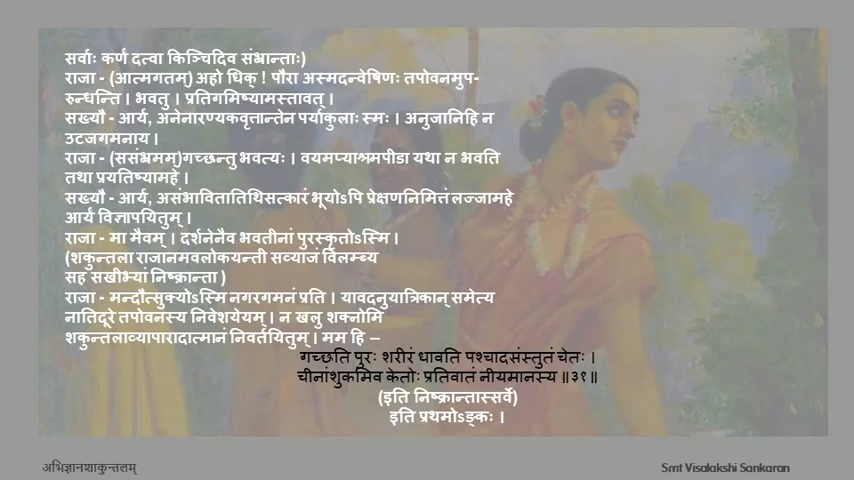 सर्वाः कर्णं दत्वा किञ्चिदिव संभ्रान्ताः)
राजा - (आत्मगतम्) अहो धिक् ! पौरा अस्मदन्वेषिणः तपोवनमुप-
रुन्धन्ति । भवतु । प्रतिगमिष्यामस्तावत् ।
सख्यौ - आर्य, अनेनारण्यकवृत्तान्तेन पर्याकुलाः स्मः । अनुजानिहि न
उटजगमनाय ।
राजा - (ससंभ्रमम्)गच्छन्तु भवत्यः । वयमप्याश्रमपीडा यथा न भवति
तथा प्रयतिष्यामहे ।
सख्यौ - आर्य, असंभावितातिथिसत्कारं भूयोऽपि प्रेक्षणनिमित्तं लज्जामहे
आर्यं विज्ञापयितुम् ।
राजा - मा मैवम् । दर्शनेनैव भवतीनां पुरस्कृतोऽस्मि ।
(शकुन्तला राजानमवलोकयन्ती सव्याजं विलम्ब्य
सह सखीभ्यां निष्क्रान्ता )
राजा - मन्दौत्सुक्योऽस्मि नगरगमनं प्रति । यावदनुयात्रिकान् समेत्य
नातिदूरे तपोवनस्य निवेशयेयम् । न खलु शक्नोमि
शकुन्तलाव्यापारादात्मानं निवर्तयितुम् । मम हि –
गच्छति पुरः शरीरं धावति पश्चादसंस्तुतं चेतः ।
चीनांशुकमिव केतोः प्रतिवातं नीयमानस्य ॥३१॥
(इति निष्क्रान्तास्सर्वे)
इति प्रथमोऽङ्कः ।
अभिज्ञानशाकुन्तलम्
Smt Visalakshi Sankaran